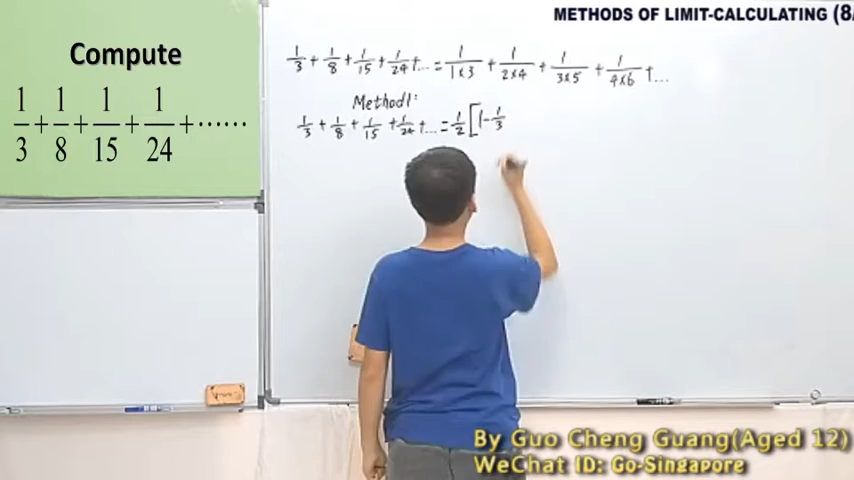 METHODS OF LIMIT-CALCULATING (8
Compute
1/3 + 1/8 + 1/15 + 1/24 + ······
1/3 + 1/8 + 1/15 + 1/24 + ... = 1/(1×3) + 1/(2×4) + 1/(3×5) + 1/(4×6) + ...
Method1:
1/3 + 1/8 + 1/15 + 1/24 + ... = 1/2 [1 - 1/3
By Guo Cheng Guang(Aged 12)
WeChat ID: Go-Singapore